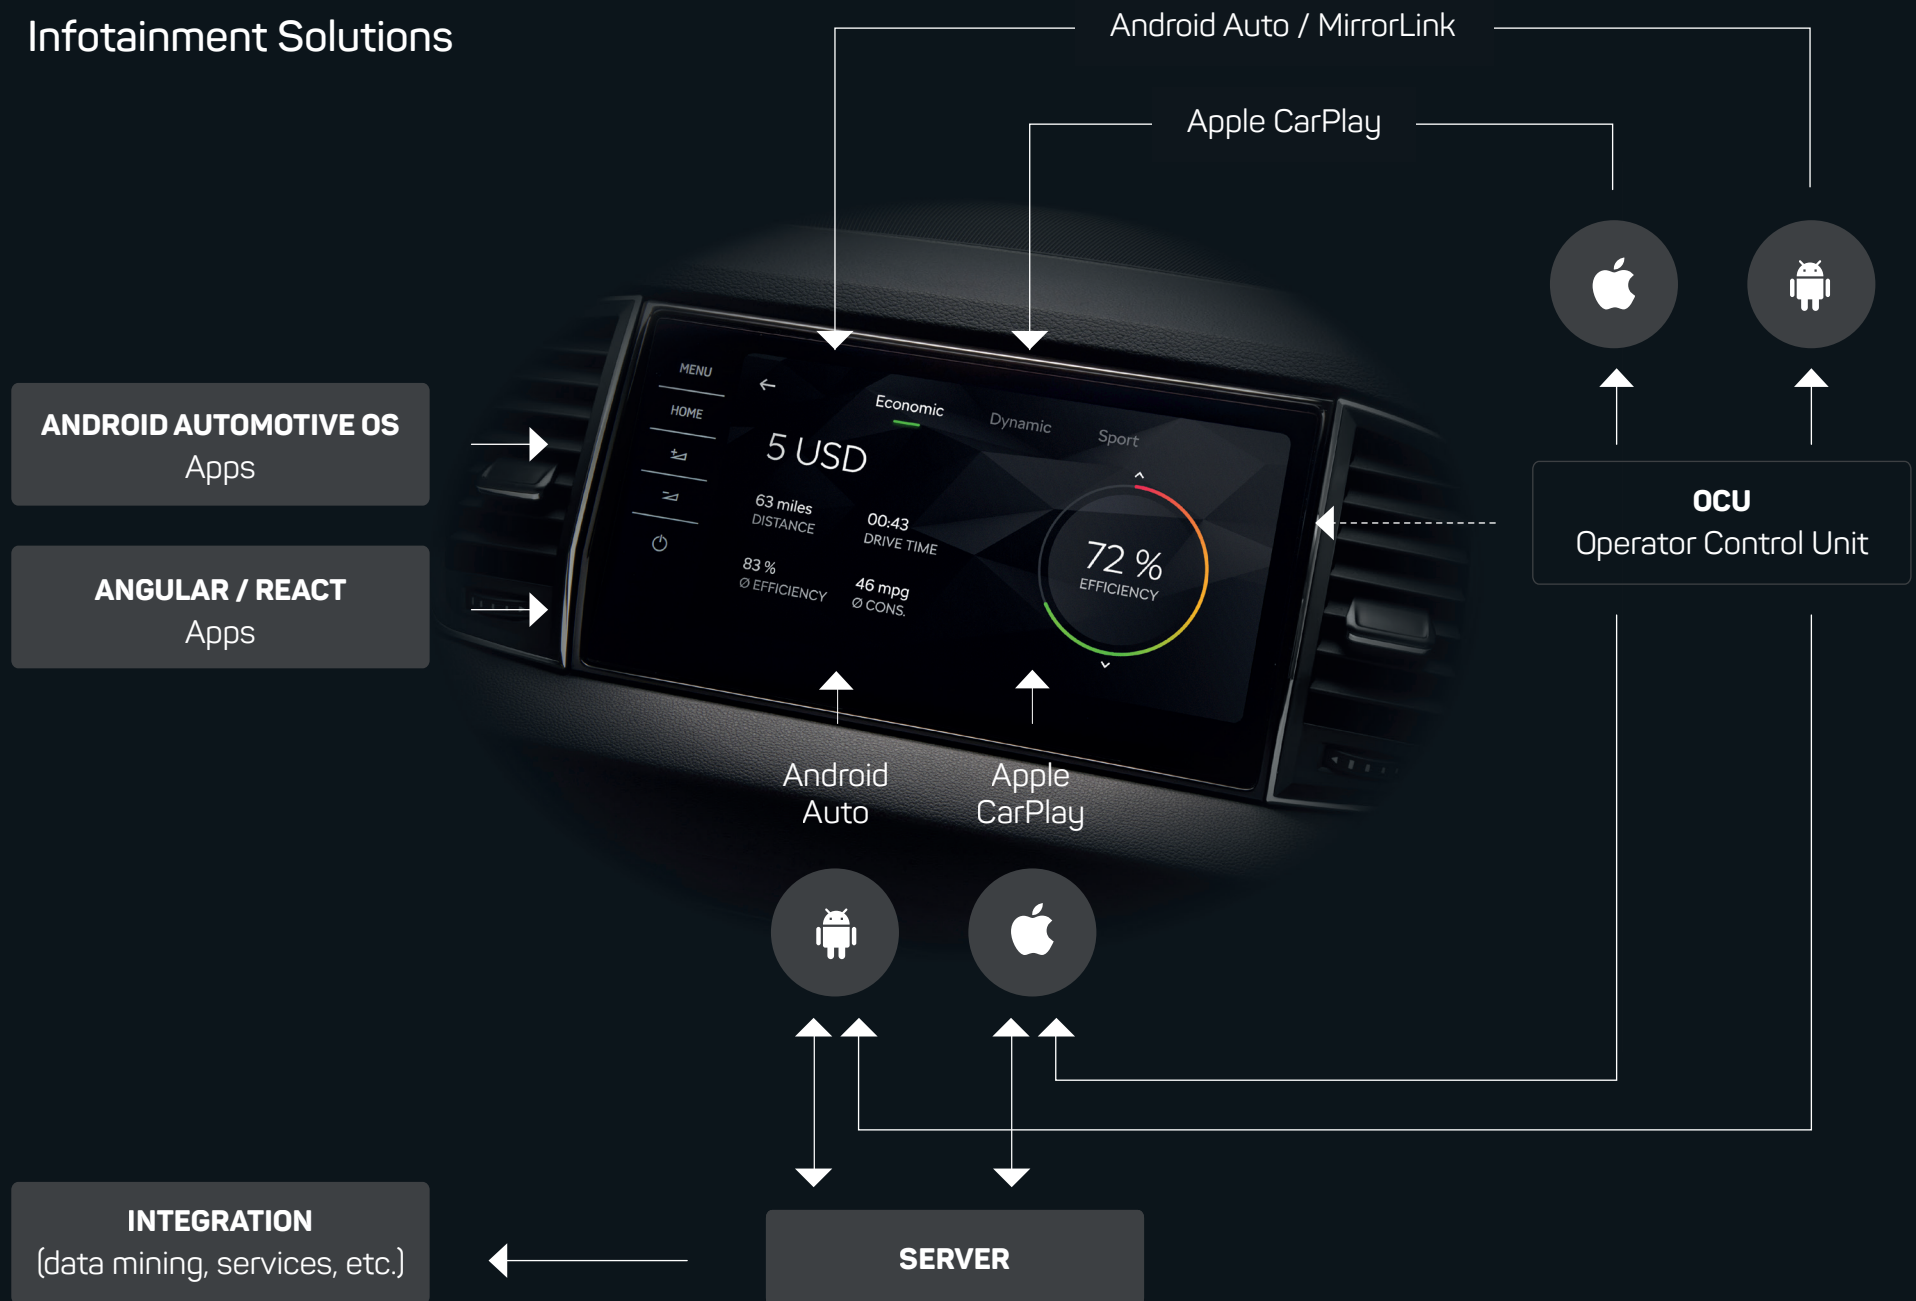 Infotainment Solutions
Android Auto / MirrorLink
Apple CarPlay
ANDROID AUTOMOTIVE OS
Apps
ANGULAR / REACT
Apps
MENU
HOME
Economic
Dynamic
Sport
5 USD
63 miles
DISTANCE
00:43
DRIVE TIME
83 %
Ø EFFICIENCY
46 mpg
Ø CONS.
72 %
EFFICIENCY
OCU
Operator Control Unit
Android
Auto
Apple
CarPlay
INTEGRATION
(data mining, services, etc.)
SERVER